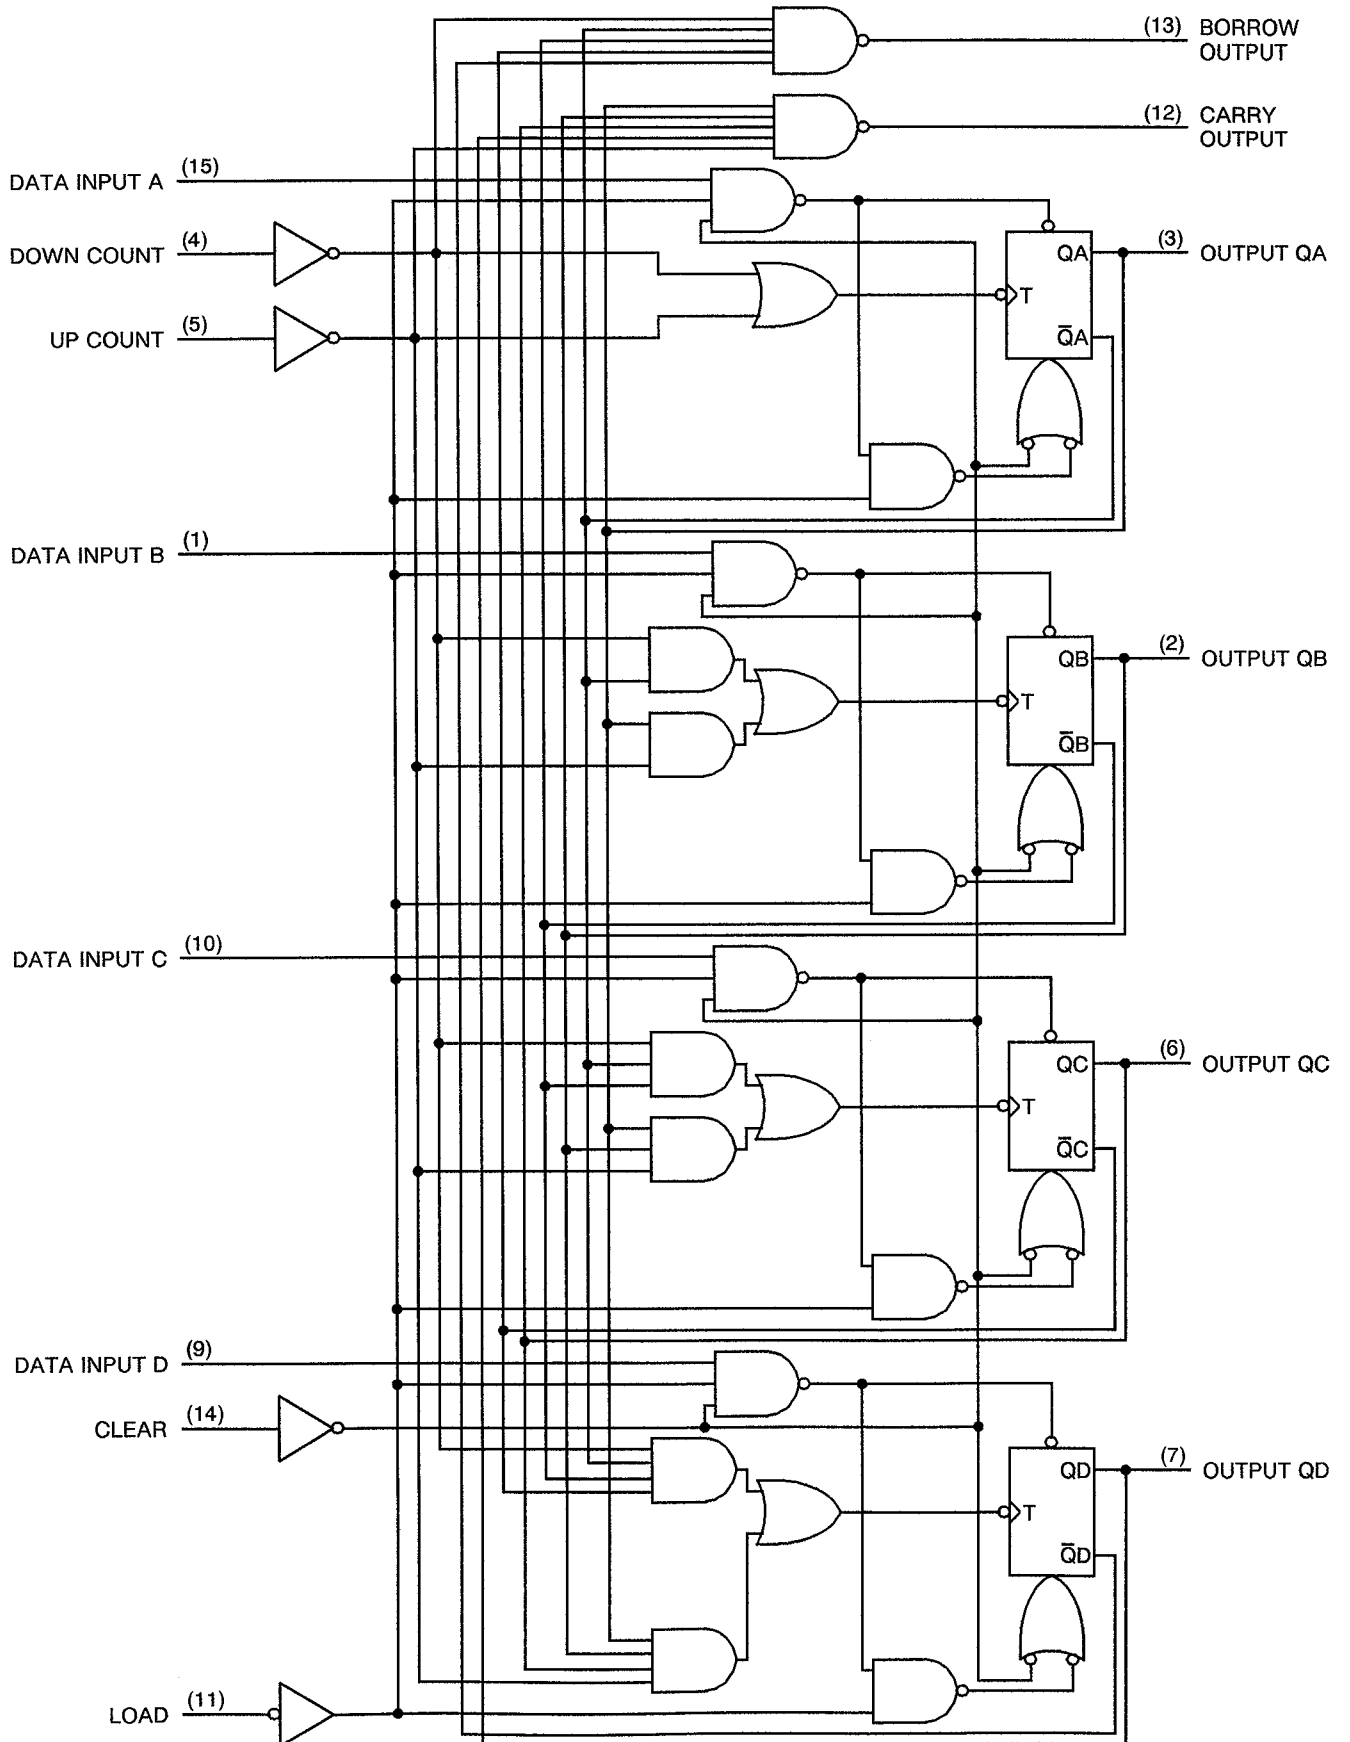 (13) BORROW
OUTPUT
(12) CARRY
OUTPUT
DATA INPUT A (15)
DOWN COUNT (4)
QA (3) OUTPUT QA
T
UP COUNT (5)
Q̅A
DATA INPUT B (1)
QB (2) OUTPUT QB
T
Q̅B
DATA INPUT C (10)
QC (6) OUTPUT QC
T
Q̅C
DATA INPUT D (9)
CLEAR (14)
QD (7) OUTPUT QD
T
Q̅D
LOAD (11)